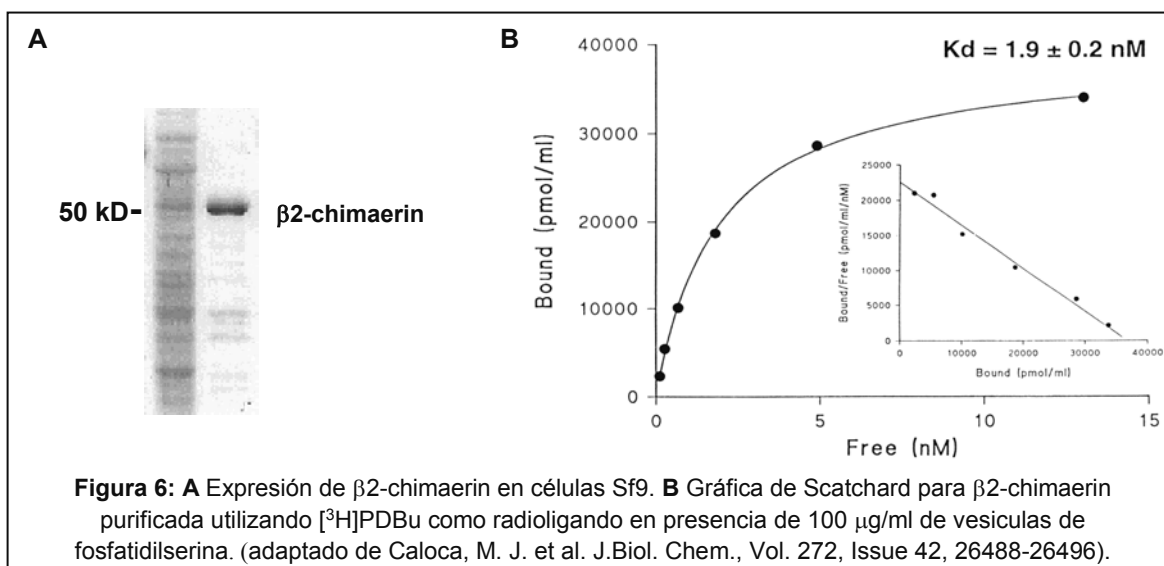 A
50 kD-
β2-chimaerin
B
Kd = 1.9 ± 0.2 nM
Bound (pmol/ml)
40000
30000
20000
10000
0
0
5
10
15
Free (nM)
Bound/Free (pmol/ml/nM)
25000
20000
15000
10000
5000
0
0
10000
20000
30000
40000
Bound (pmol/ml)
Figura 6: A Expresión de β2-chimaerin en células Sf9. B Gráfica de Scatchard para β2-chimaerin
purificada utilizando [³H]PDBu como radioligando en presencia de 100 μg/ml de vesiculas de
fosfatidilserina. (adaptado de Caloca, M. J. et al. J.Biol. Chem., Vol. 272, Issue 42, 26488-26496).